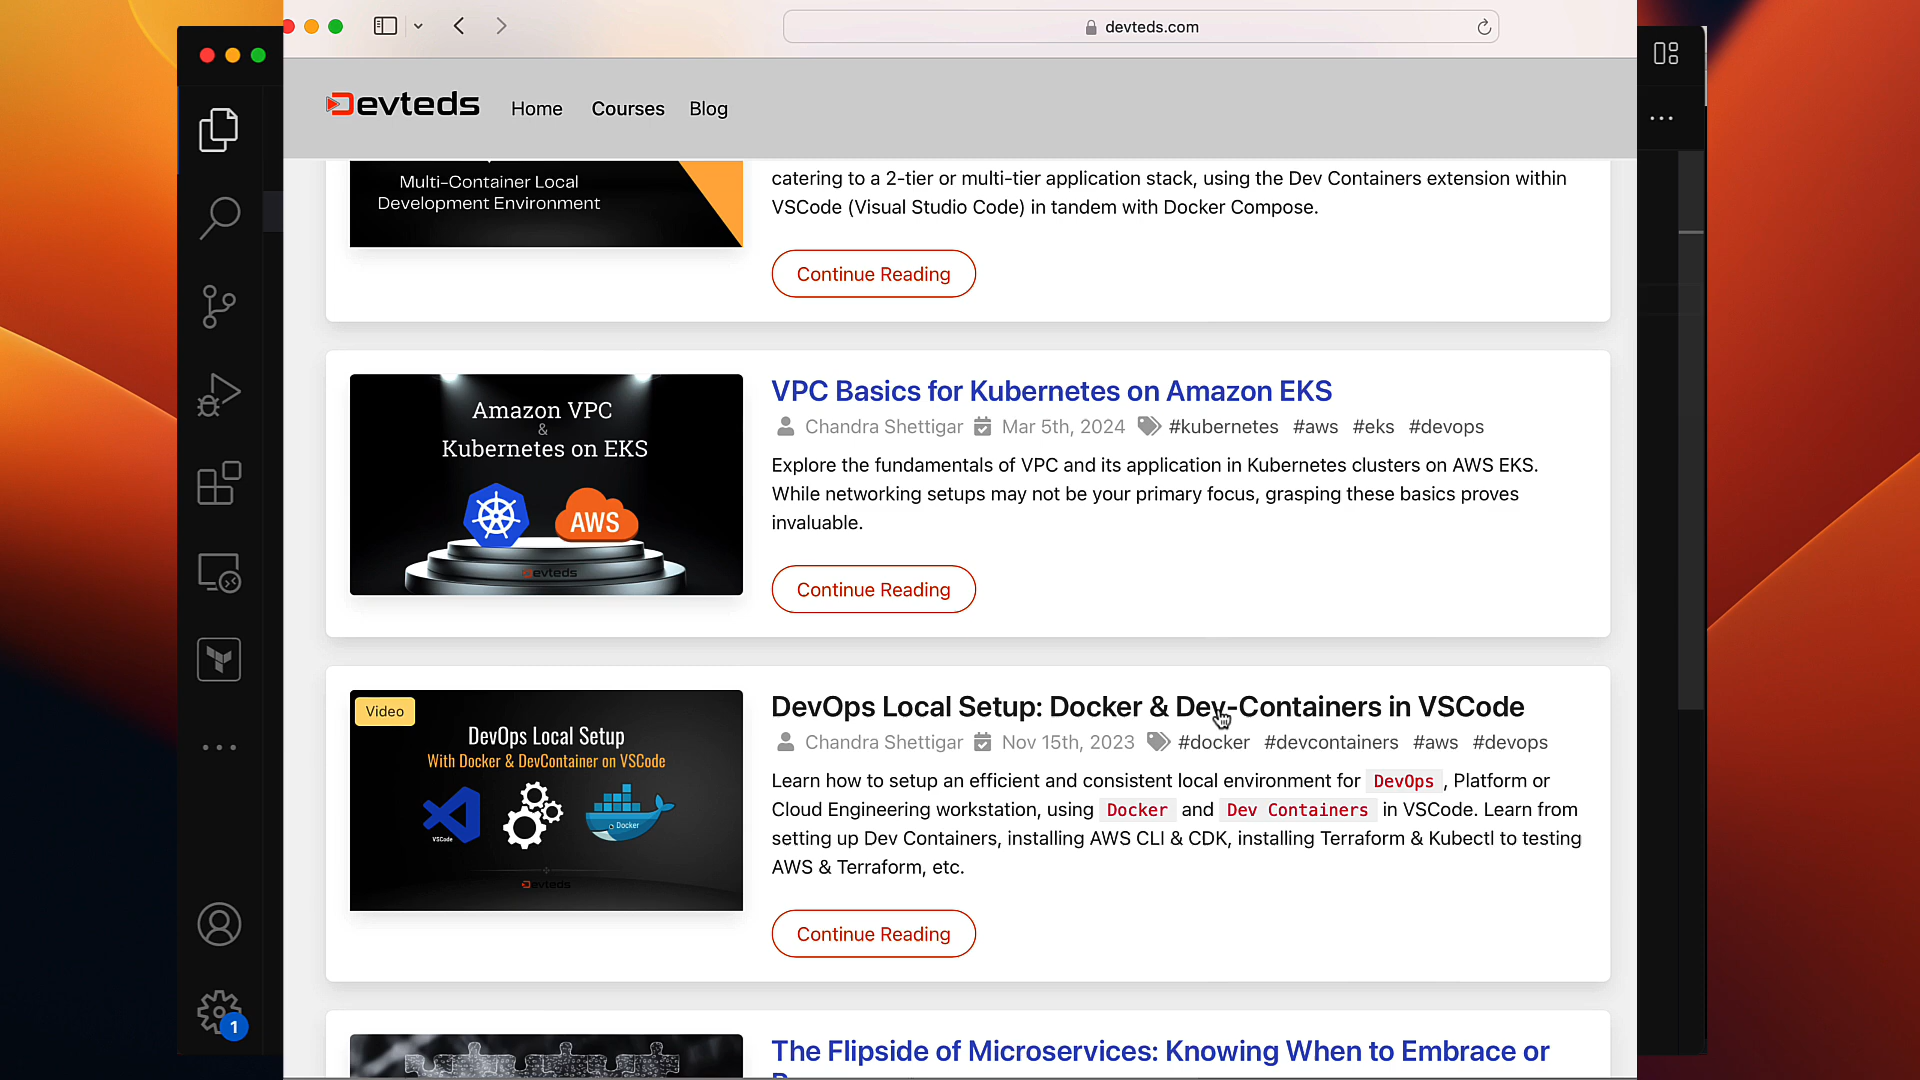 devteds.com
Devteds
Home
Courses
Blog
Multi-Container Local
Development Environment
catering to a 2-tier or multi-tier application stack, using the Dev Containers extension within
VSCode (Visual Studio Code) in tandem with Docker Compose.
Continue Reading
Amazon VPC
&
Kubernetes on EKS
AWS
Devteds
VPC Basics for Kubernetes on Amazon EKS
Chandra Shettigar Mar 5th, 2024 #kubernetes #aws #eks #devops
Explore the fundamentals of VPC and its application in Kubernetes clusters on AWS EKS.
While networking setups may not be your primary focus, grasping these basics proves
invaluable.
Continue Reading
Video
DevOps Local Setup
With Docker & DevContainer on VSCode
VSCode
Docker
Devteds
DevOps Local Setup: Docker & Dev-Containers in VSCode
Chandra Shettigar Nov 15th, 2023 #docker #devcontainers #aws #devops
Learn how to setup an efficient and consistent local environment for DevOps , Platform or
Cloud Engineering workstation, using Docker and Dev Containers in VSCode. Learn from
setting up Dev Containers, installing AWS CLI & CDK, installing Terraform & Kubectl to testing
AWS & Terraform, etc.
Continue Reading
The Flipside of Microservices: Knowing When to Embrace or
1